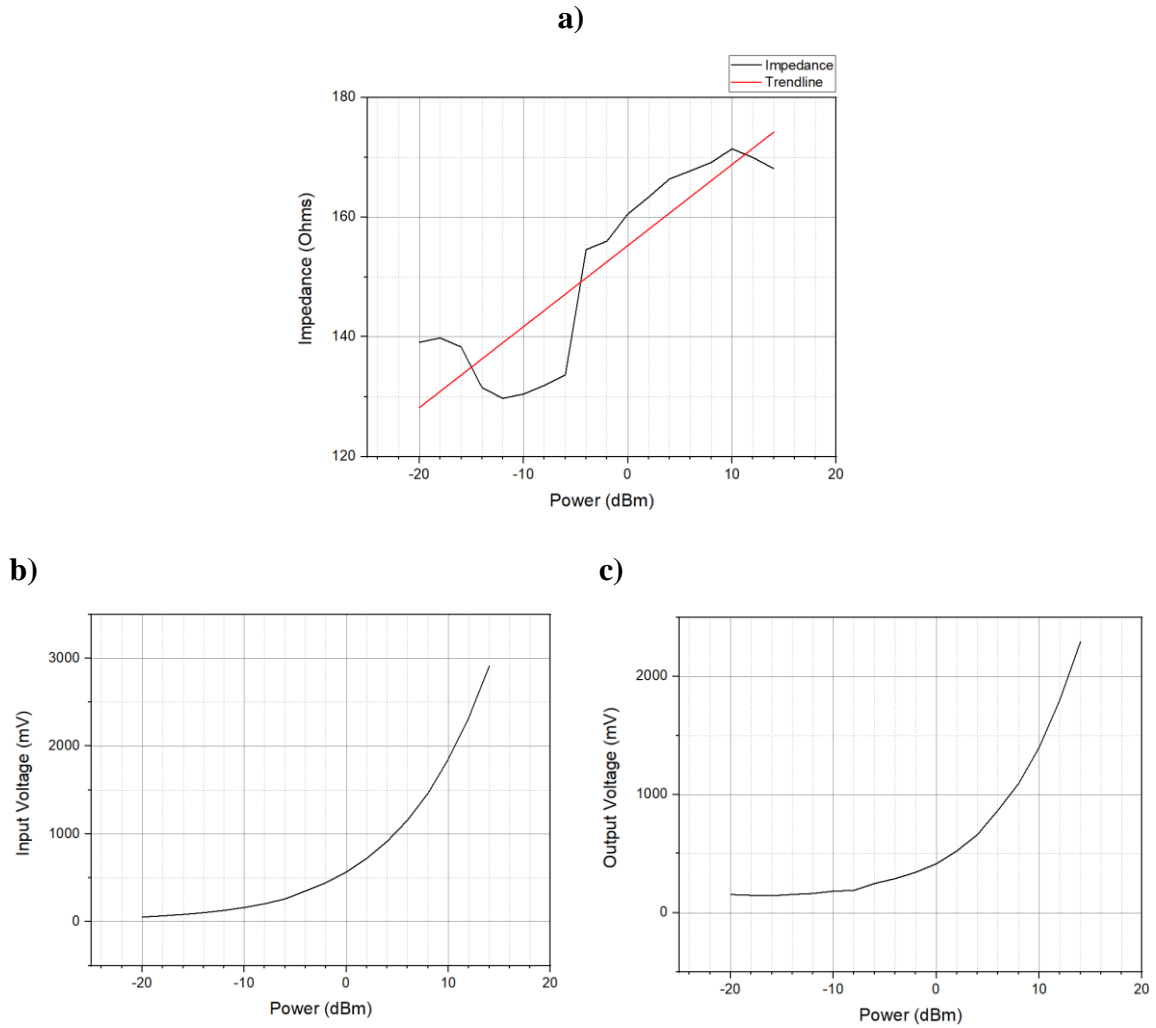 a)
Impedance
Trendline
180
160
140
120
Impedance (Ohms)
-20 -10 0 10 20
Power (dBm)
b)
3000
2000
1000
0
Input Voltage (mV)
-20 -10 0 10 20
Power (dBm)
c)
2000
1000
0
Output Voltage (mV)
-20 -10 0 10 20
Power (dBm)